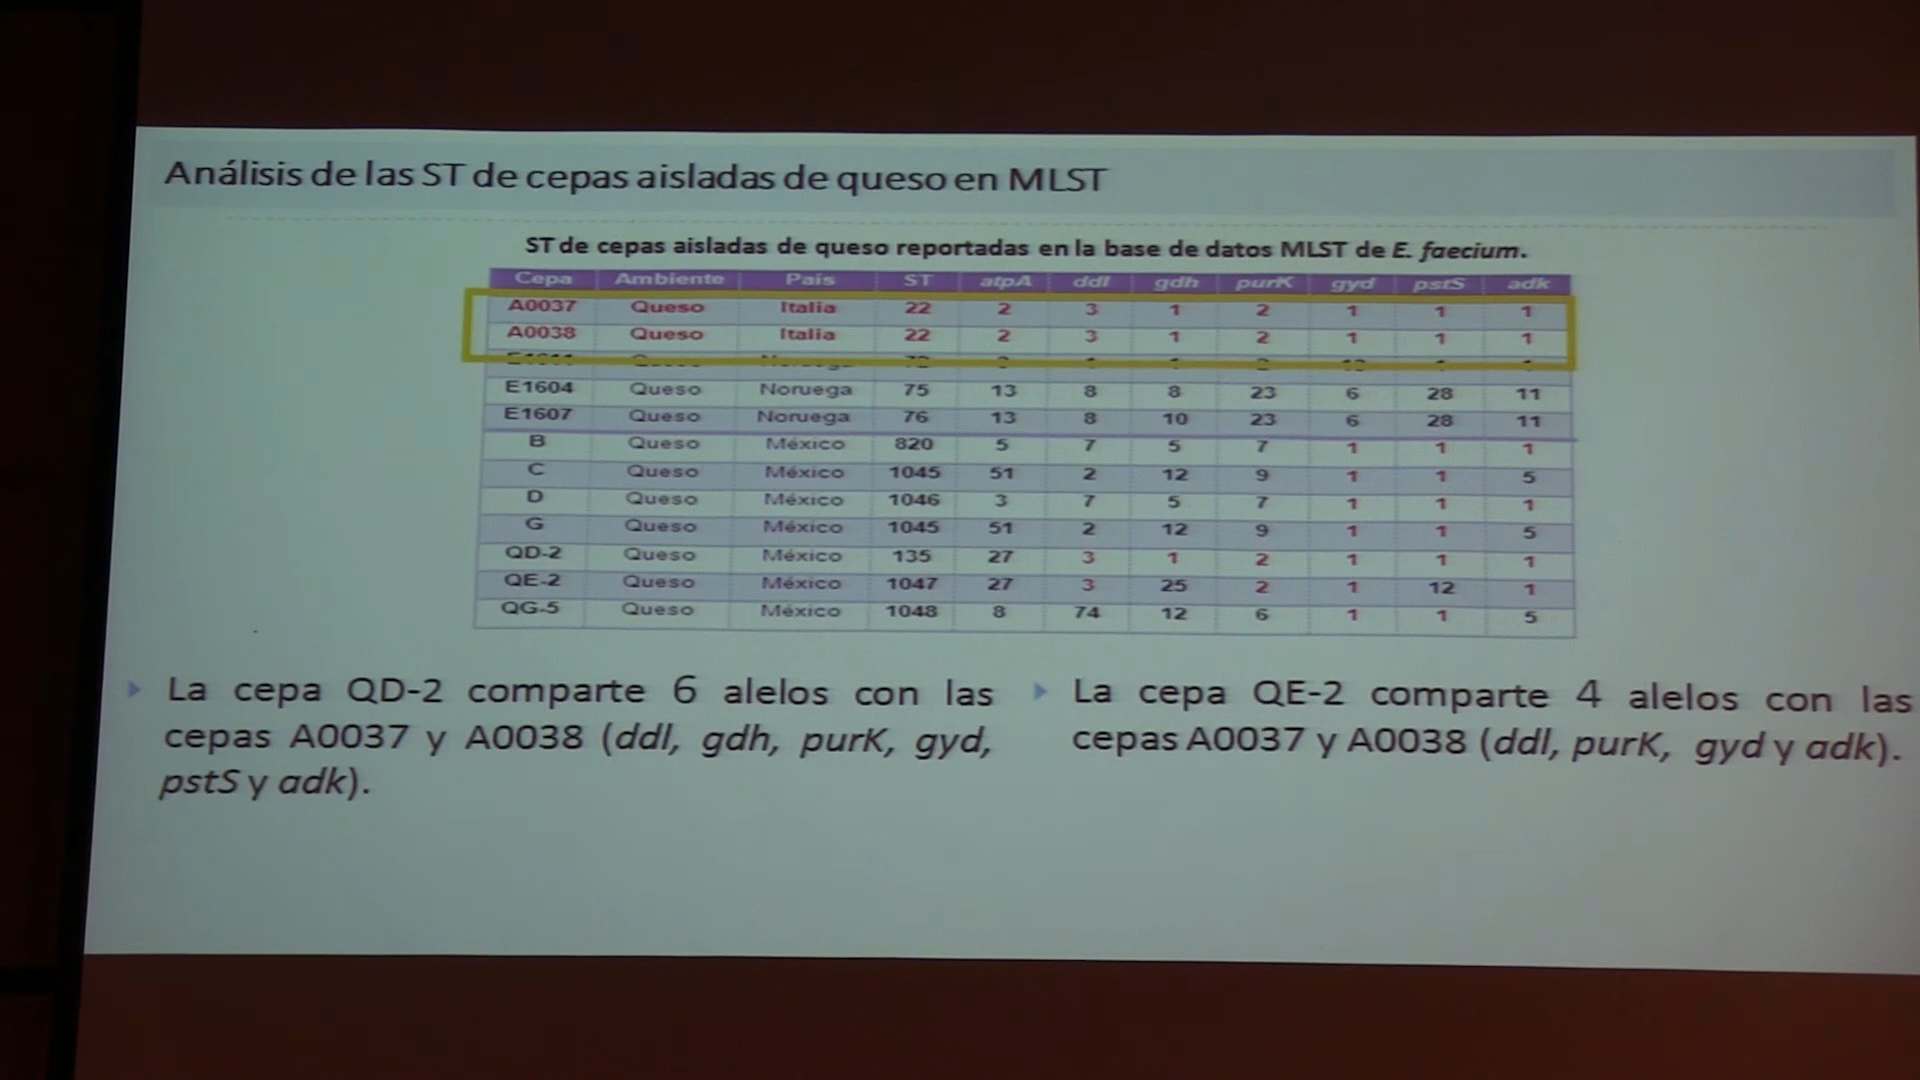 Análisis de las ST de cepas aisladas de queso en MLST
ST de cepas aisladas de queso reportadas en la base de datos MLST de E. faecium.
Cepa Ambiente País ST atpA ddl gdh purK gyd pstS adk
A0037 Queso Italia 22 2 3 1 2 1 1 1
A0038 Queso Italia 22 2 3 1 2 1 1 1
E1604 Queso Noruega 75 13 8 8 23 6 28 11
E1607 Queso Noruega 76 13 8 10 23 6 28 11
B Queso México 820 5 7 5 7 1 1 1
C Queso México 1045 51 2 12 9 1 1 5
D Queso México 1046 3 7 5 7 1 1 1
G Queso México 1045 51 2 12 9 1 1 5
QD-2 Queso México 135 27 3 1 2 1 1 1
QE-2 Queso México 1047 27 3 25 2 1 12 1
QG-5 Queso México 1048 8 74 12 6 1 1 5
La cepa QD-2 comparte 6 alelos con las
cepas A0037 y A0038 (ddl, gdh, purK, gyd,
pstS y adk).
La cepa QE-2 comparte 4 alelos con las
cepas A0037 y A0038 (ddl, purK, gyd y adk).